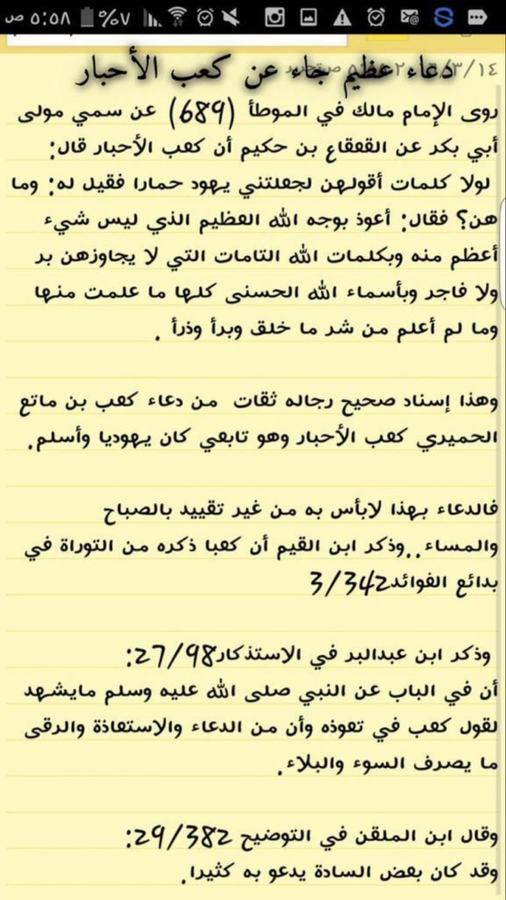 ٥:٥٨ ص
٪٧
دعاء عظيم جاء عن كعب الأحبار
روى الإمام مالك في الموطأ (689) عن سمي مولى
أبي بكر عن القعقاع بن حكيم أن كعب الأحبار قال:
لولا كلمات أقولهن لجعلتني يهود حمارا فقيل له: وما
هن؟ فقال: أعوذ بوجه الله العظيم الذي ليس شيء
أعظم منه وبكلمات الله التامات التي لا يجاوزهن بر
ولا فاجر وبأسماء الله الحسنى كلها ما علمت منها
وما لم أعلم من شر ما خلق وبرأ وذرأ .
وهذا إسناد صحيح رجاله ثقات من دعاء كعب بن ماتع
الحميري كعب الأحبار وهو تابعي كان يهوديا وأسلم.
فالدعاء بهذا لابأس به من غير تقييد بالصباح
والمساء..وذكر ابن القيم أن كعبا ذكره من التوراة في
بدائع الفوائد3/342
وذكر ابن عبدالبر في الاستذكار27/98:
أن في الباب عن النبي صلى الله عليه وسلم مايشهد
لقول كعب في تعوذه وأن من الدعاء والاستعاذة والرقى
ما يصرف السوء والبلاء.
وقال ابن الملقن في التوضيح 29/382:
وقد كان بعض السادة يدعو به كثيرا.